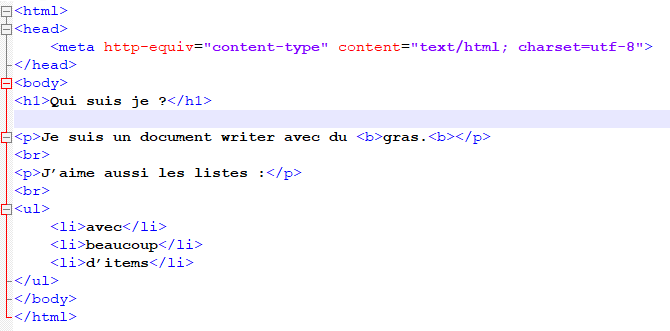 <html>
<head>
<meta http-equiv="content-type" content="text/html; charset=utf-8">
</head>
<body>
<h1>Qui suis je ?</h1>
<p>Je suis un document writer avec du <b>gras.<b></p>
<br>
<p>J’aime aussi les listes :</p>
<br>
<ul>
<li>avec</li>
<li>beaucoup</li>
<li>d’items</li>
</ul>
</body>
</html>